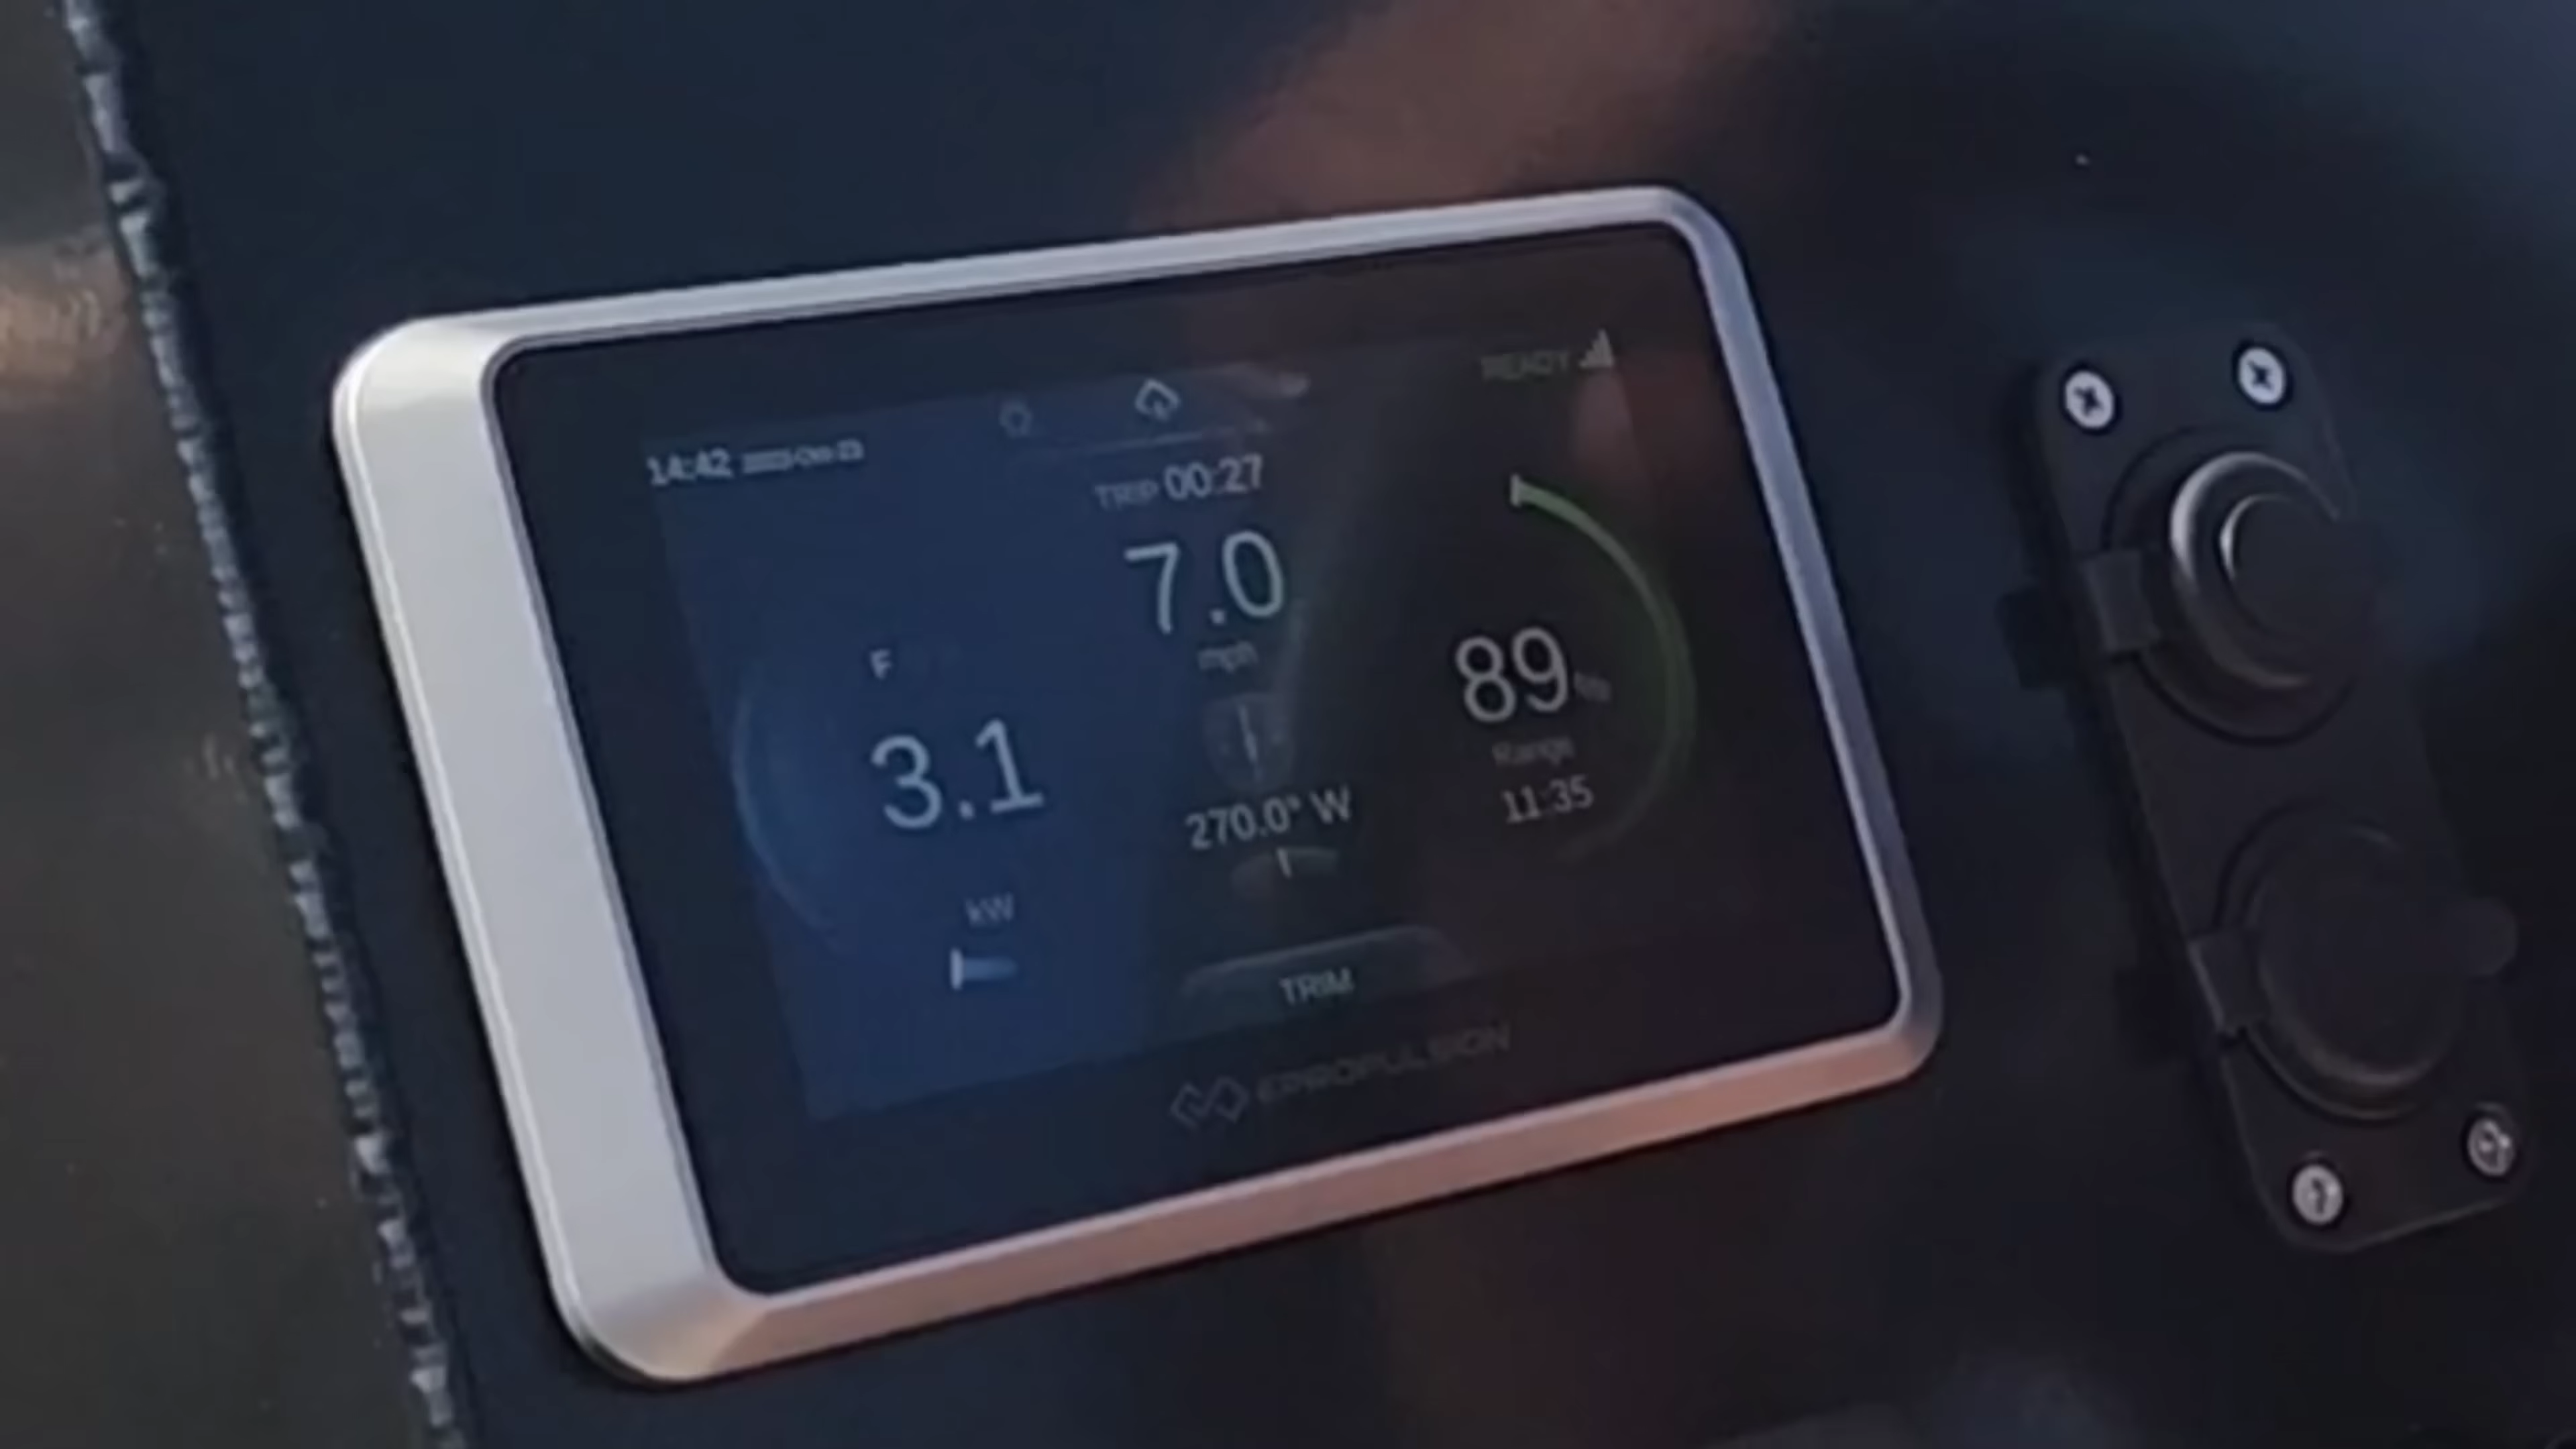 14:42
READY
TRIP 00:27
7.0
mph
F
3.1
kW
270.0° W
89
Range
11:35
TRIM
EPROPULSION